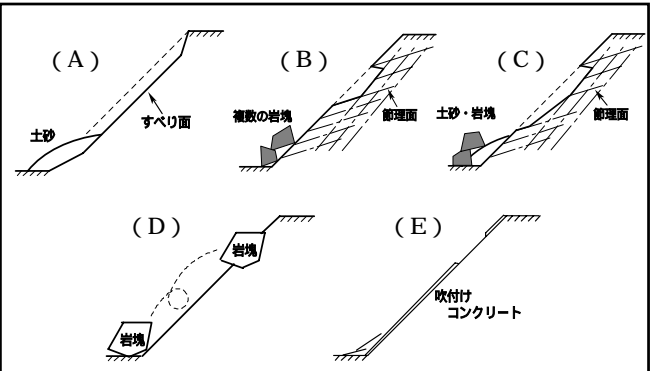 (A)
(B)
(C)
土砂
すべり面
複数の岩塊
節理面
土砂・岩塊
節理面
(D)
(E)
岩塊
岩塊
吹付け
コンクリート